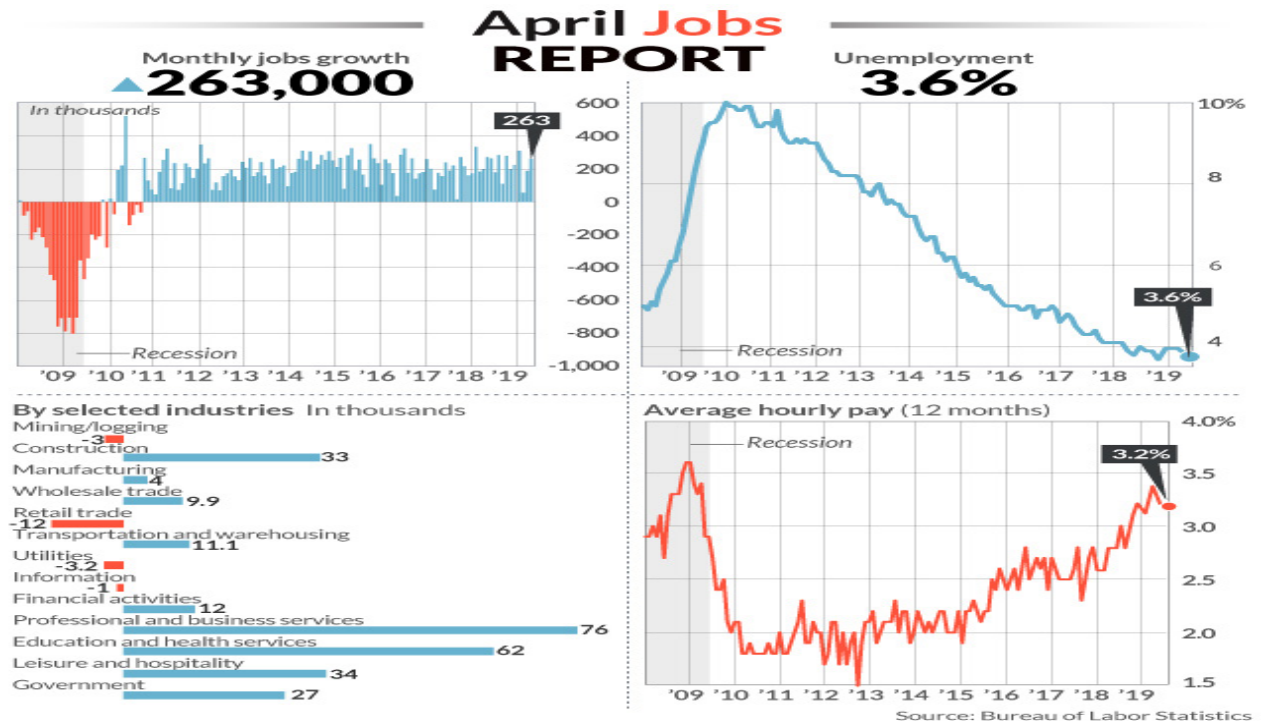 April Jobs
REPORT
Monthly jobs growth
263,000
In thousands
263
600
400
200
0
-200
-400
-600
-800
-1,000
Recession
'09 '10 '11 '12 '13 '14 '15 '16 '17 '18 '19
Unemployment
3.6%
10%
8
6
4
3.6%
Recession
'09 '10 '11 '12 '13 '14 '15 '16 '17 '18 '19
By selected industries In thousands
Mining/logging
-3
Construction
33
Manufacturing
4
Wholesale trade
9.9
Retail trade
-12
Transportation and warehousing
11.1
Utilities
-3.2
Information
-1
Financial activities
12
Professional and business services
76
Education and health services
62
Leisure and hospitality
34
Government
27
Average hourly pay (12 months)
4.0%
3.5
3.0
2.5
2.0
1.5
Recession
3.2%
'09 '10 '11 '12 '13 '14 '15 '16 '17 '18 '19
Source: Bureau of Labor Statistics